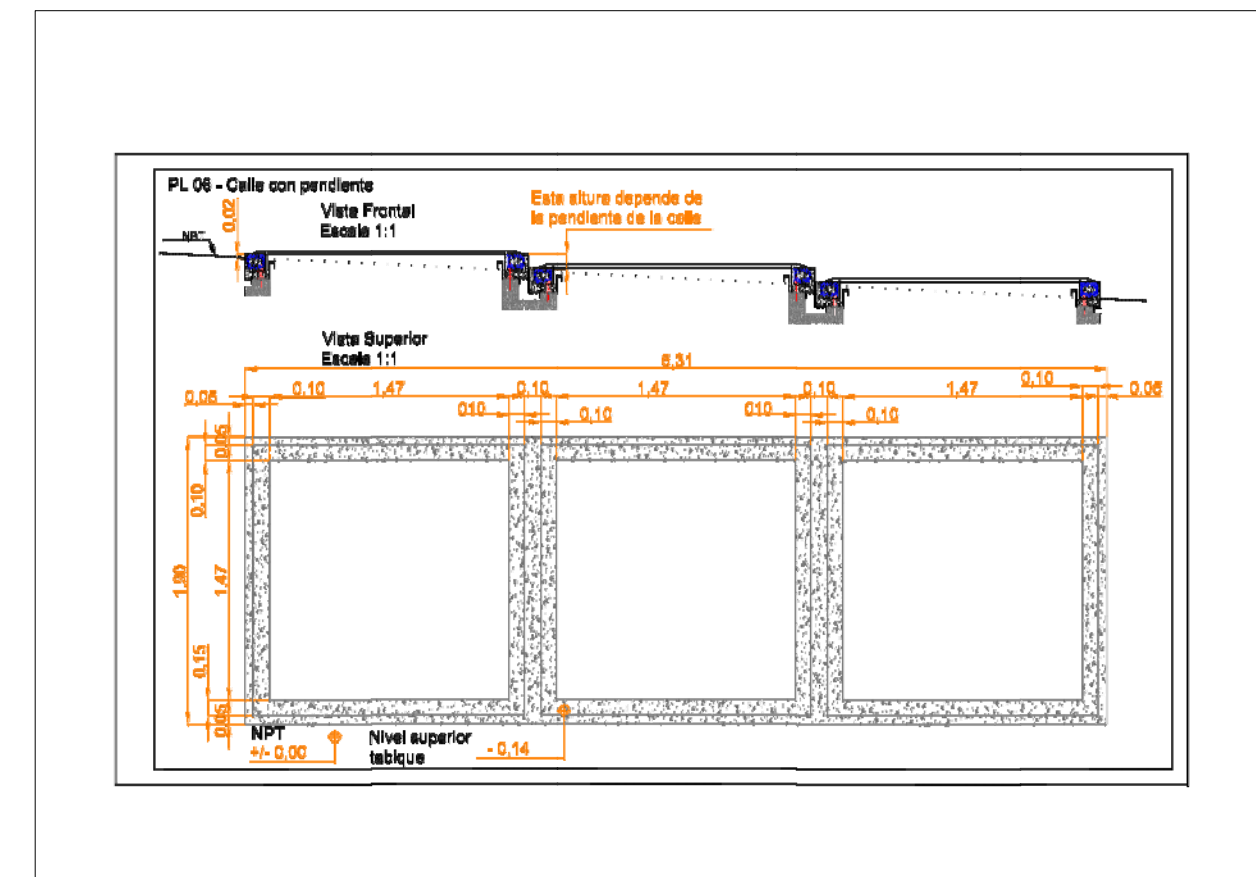 PL 06 - Calle con pendiente
Vista Frontal
Escala 1:1
0,02
NPT
Esta altura depende de
la pendiente de la calle
Vista Superior
Escala 1:1
5,31
0,05
0,10
1,47
0,10
1,47
0,10
1,47
0,10
0,05
010
0,10
010
0,10
0,05
0,10
1,80
1,47
0,15
0,05
NPT
+/- 0,00
Nivel superior
tabique
- 0,14